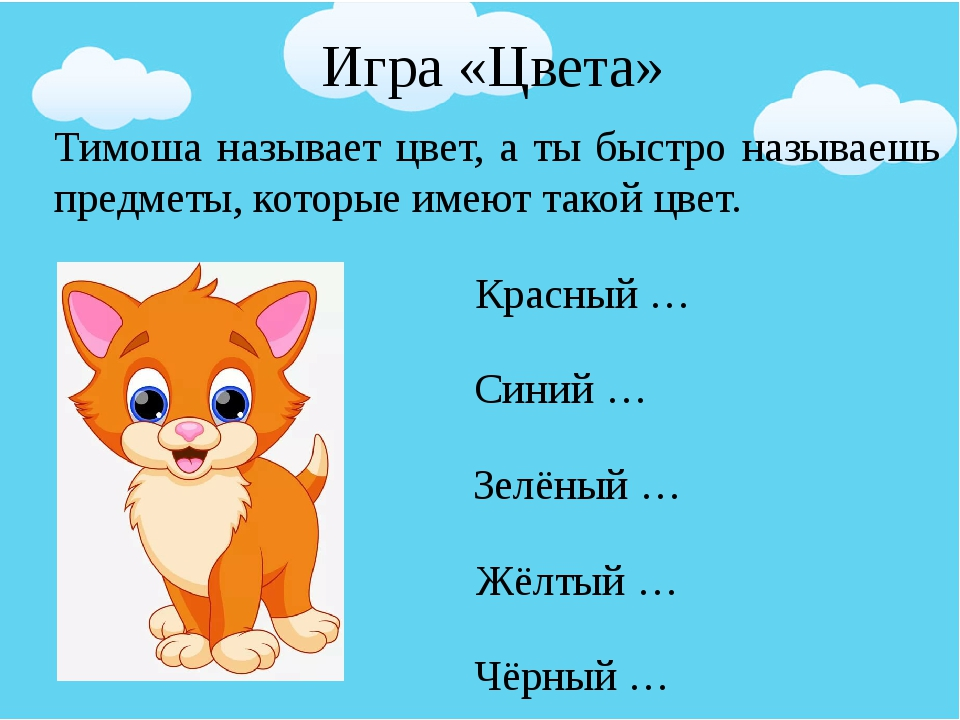 Игра «Цвета»
Тимоша называет цвет, а ты быстро называешь
предметы, которые имеют такой цвет.
Красный …
Синий …
Зелёный …
Жёлтый …
Чёрный …